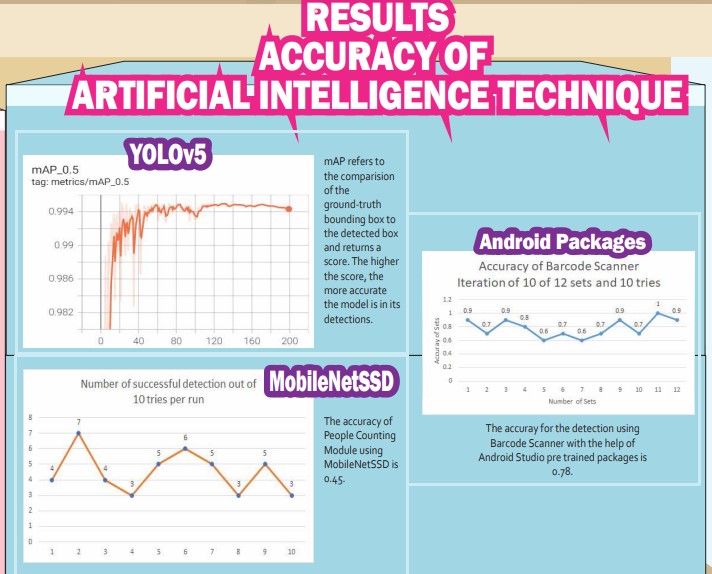 RESULTS
ACCURACY OF
ARTIFICIAL INTELLIGENCE TECHNIQUE
YOLOv5
mAP_0.5
tag: metrics/mAP_0.5
0.994
0.99
0.986
0.982
0 40 80 120 160 200
mAP refers to
the comparision
of the
ground-truth
bounding box to
the detected box
and returns a
score. The higher
the score, the
more accurate
the model is in its
detections.
Android Packages
Accuracy of Barcode Scanner
Iteration of 10 of 12 sets and 10 tries
Accuracy of Sets
1.2
1
0.8
0.6
0.4
0.2
0
0.9 0.7 0.9 0.8 0.6 0.7 0.6 0.7 0.9 0.7 1 0.9
1 2 3 4 5 6 7 8 9 10 11 12
Number of Sets
The accuray for the detection using
Barcode Scanner with the help of
Android Studio pre trained packages is
0.78.
MobileNetSSD
Number of successful detection out of
10 tries per run
8
7
6
5
4
3
2
1
0
4 7 4 3 5 6 5 3 5 3
1 2 3 4 5 6 7 8 9 10
The accuracy of
People Counting
Module using
MobileNetSSD is
0.45.